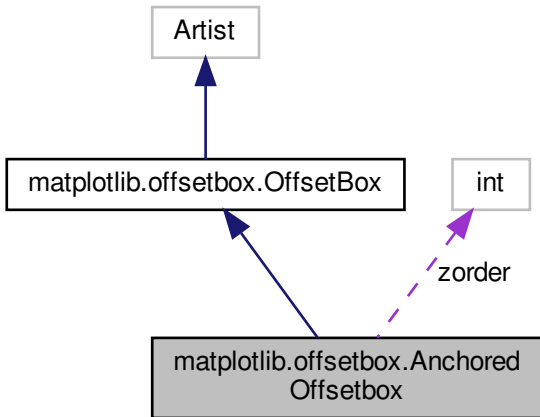 Artist
matplotlib.offsetbox.OffsetBox
int
zorder
matplotlib.offsetbox.Anchored
Offsetbox